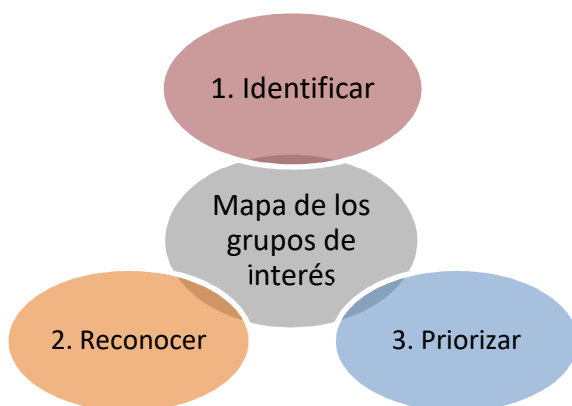 1. Identificar
Mapa de los
grupos de
interés
2. Reconocer
3. Priorizar